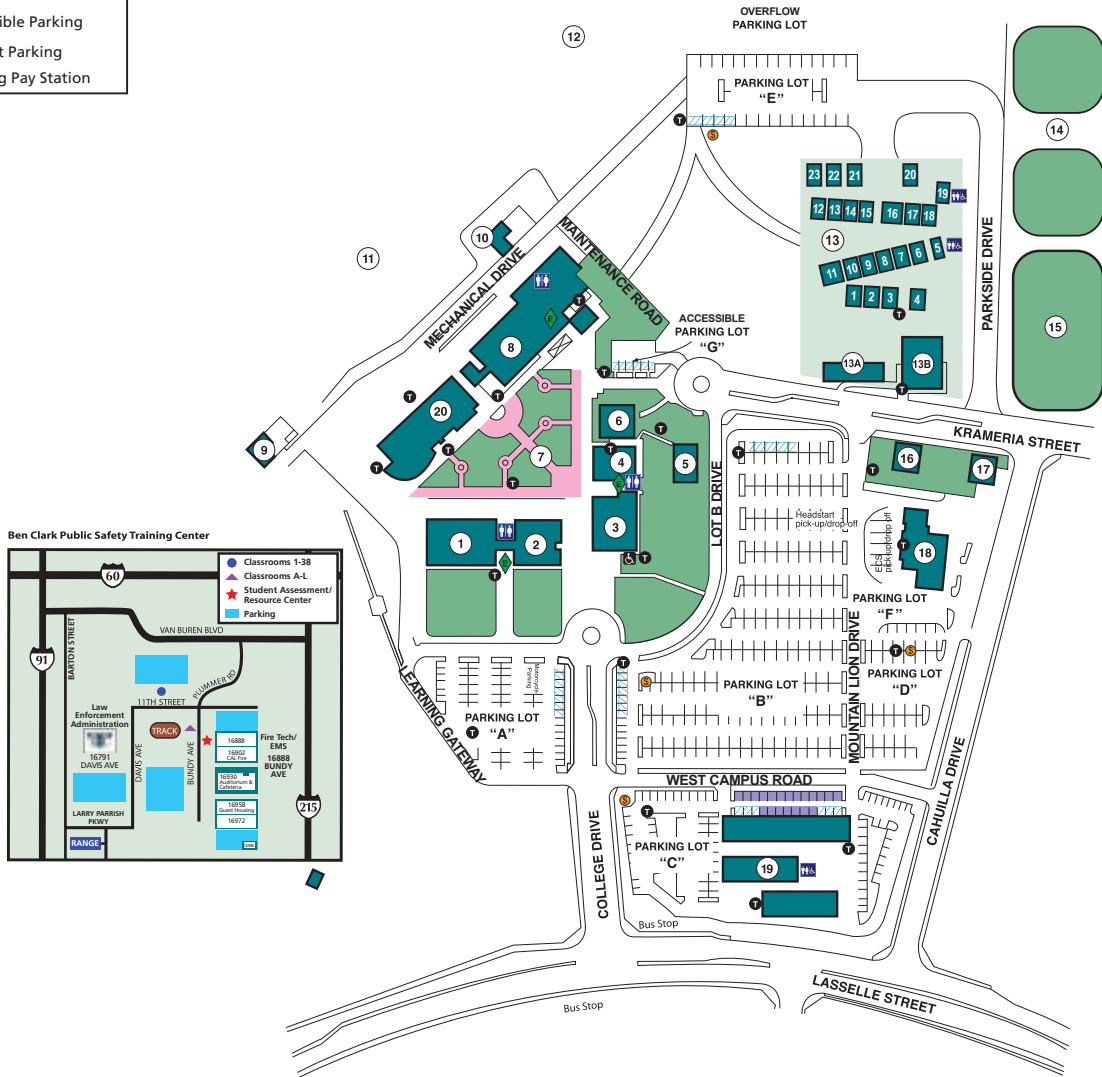 ible Parking
t Parking
g Pay Station
OVERFLOW
PARKING LOT
12
PARKING LOT
“E”
T
S
14
23 22 21 20
19
12 13 14 15 16 17 18
13
11 10 9 8 7 6 5
1 2 3 4
T
13A
13B
T
PARKSIDE DRIVE
15
10
11
MECHANICAL DRIVE
MAINTENANCE ROAD
T
E
8
ACCESSIBLE
PARKING LOT
“G”
T
T
T
20
9
T
T
T
7
6
T
T
4
5
E
3
T
LOT B DRIVE
KRAMERIA STREET
T
T
16
17
Headstart
pick-up/drop off
ECS
pick-up/drop off
T
18
1
2
E
T
PARKING LOT
“F”
T
S
PARKING LOT
“D”
MOUNTAIN LION DRIVE
T
S
PARKING LOT
“B”
Motorcycle
Parking
PARKING LOT
“A”
T
LEARNING GATEWAY
WEST CAMPUS ROAD
CAHUILLA DRIVE
COLLEGE DRIVE
S
T
PARKING LOT
“C”
T
19
T
Bus Stop
LASSELLE STREET
Bus Stop
Ben Clark Public Safety Training Center
60
Classrooms 1-38
Classrooms A-L
Student Assessment/
Resource Center
Parking
VAN BUREN BLVD
BARTON STREET
91
PLUMMER RD
11TH STREET
Law
Enforcement
Administration
16791
DAVIS AVE
TRACK
DAVIS AVE
BUNDY AVE
16888
16902
CAL Fire
16930
Auditorium &
Cafeteria
16958
Guest Housing
16972
Fire Tech/
EMS
16888
BUNDY
AVE
LARRY PARRISH
PKWY
RANGE
215